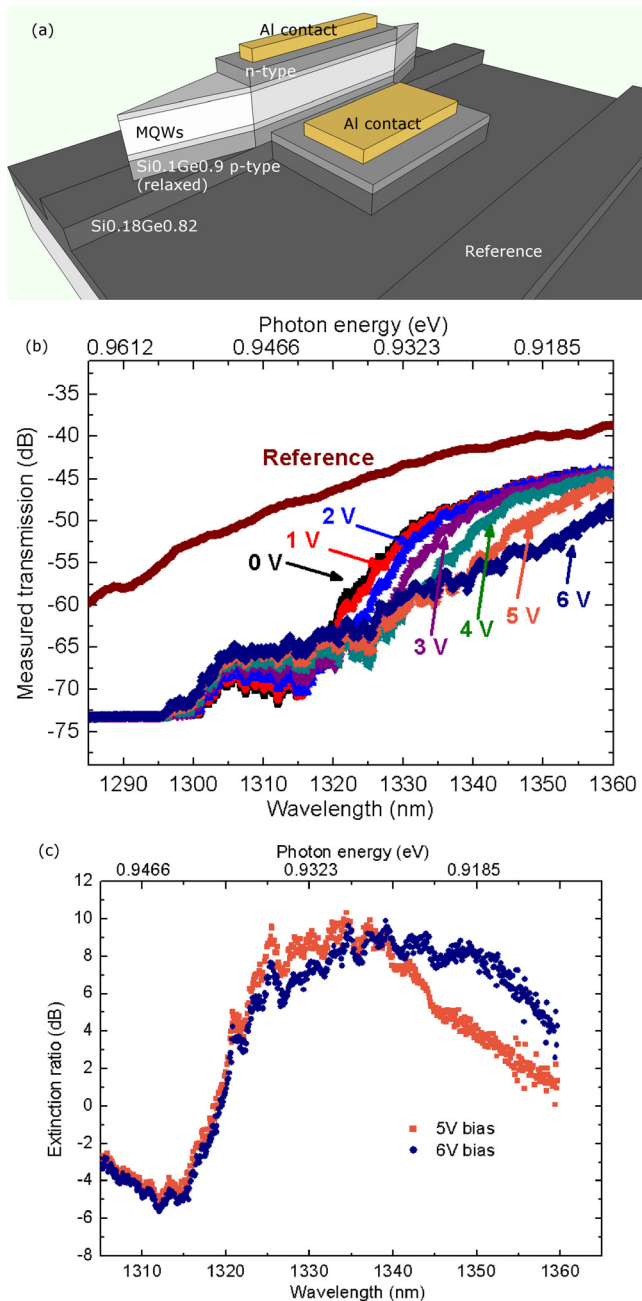 (a)
Al contact
n-type
Al contact
MQWs
Si0.1Ge0.9 p-type
(relaxed)
Si0.18Ge0.82
Reference
Photon energy (eV)
(b)
0.9612 0.9466 0.9323 0.9185
-35
-40
-45
-50
-55
-60
-65
-70
-75
Measured transmission (dB)
Reference
2 V
1 V
0 V
3 V
4 V
5 V
6 V
1290 1300 1310 1320 1330 1340 1350 1360
Wavelength (nm)
(c)
Photon energy (eV)
0.9466 0.9323 0.9185
12
10
8
6
4
2
0
-2
-4
-6
-8
Extinction ratio (dB)
5V bias
6V bias
1310 1320 1330 1340 1350 1360
Wavelength (nm)